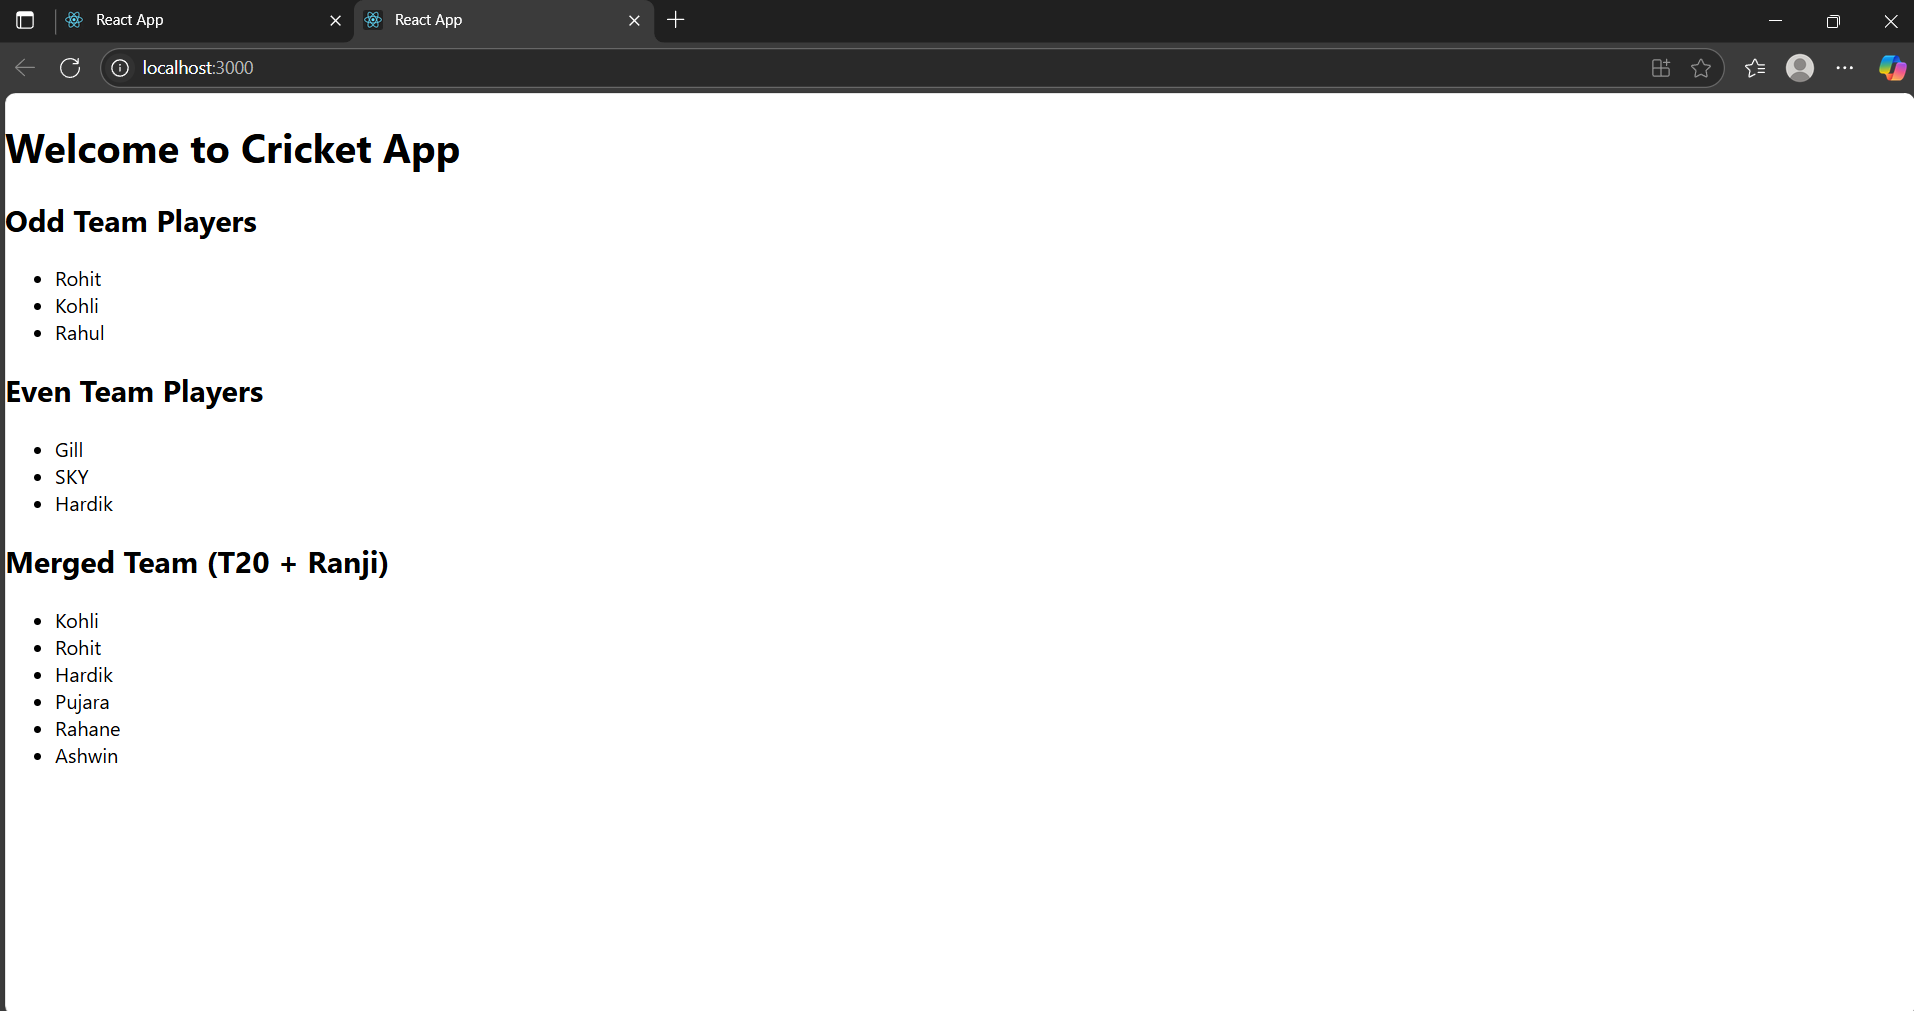 React App
React App
localhost:3000
Welcome to Cricket App
Odd Team Players
Rohit
Kohli
Rahul
Even Team Players
Gill
SKY
Hardik
Merged Team (T20 + Ranji)
Kohli
Rohit
Hardik
Pujara
Rahane
Ashwin